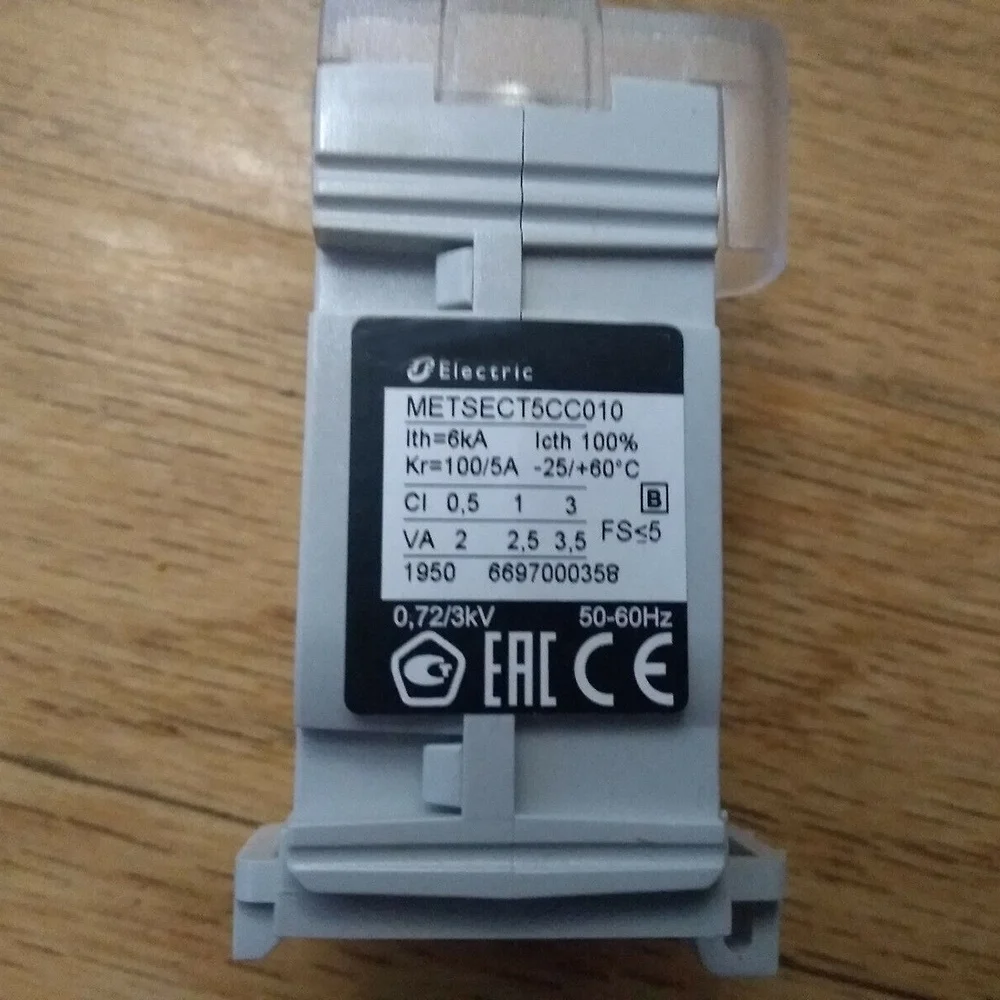 Electric
METSECT5CC010
Ith=6kA Icth 100%
Kr=100/5A -25/+60°C
Cl 0,5 1 3 B
VA 2 2,5 3,5 FS≤5
1950 6697000358
0,72/3kV 50-60Hz
EAC CE